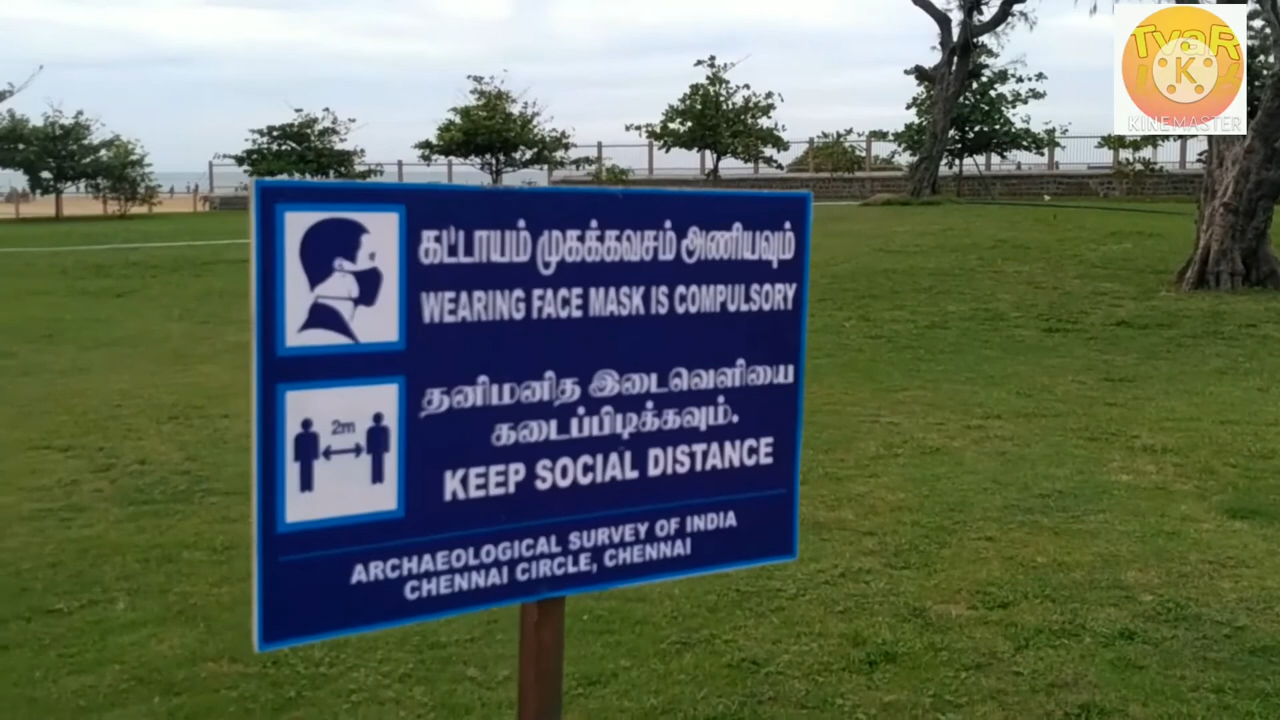 கட்டாயம் முகக்கவசம் அணியவும்
WEARING FACE MASK IS COMPULSORY
தனிமனித இடைவெளியை
கடைப்பிடிக்கவும்.
2m
KEEP SOCIAL DISTANCE
ARCHAEOLOGICAL SURVEY OF INDIA
CHENNAI CIRCLE, CHENNAI
TvaR
K
KINEMASTER